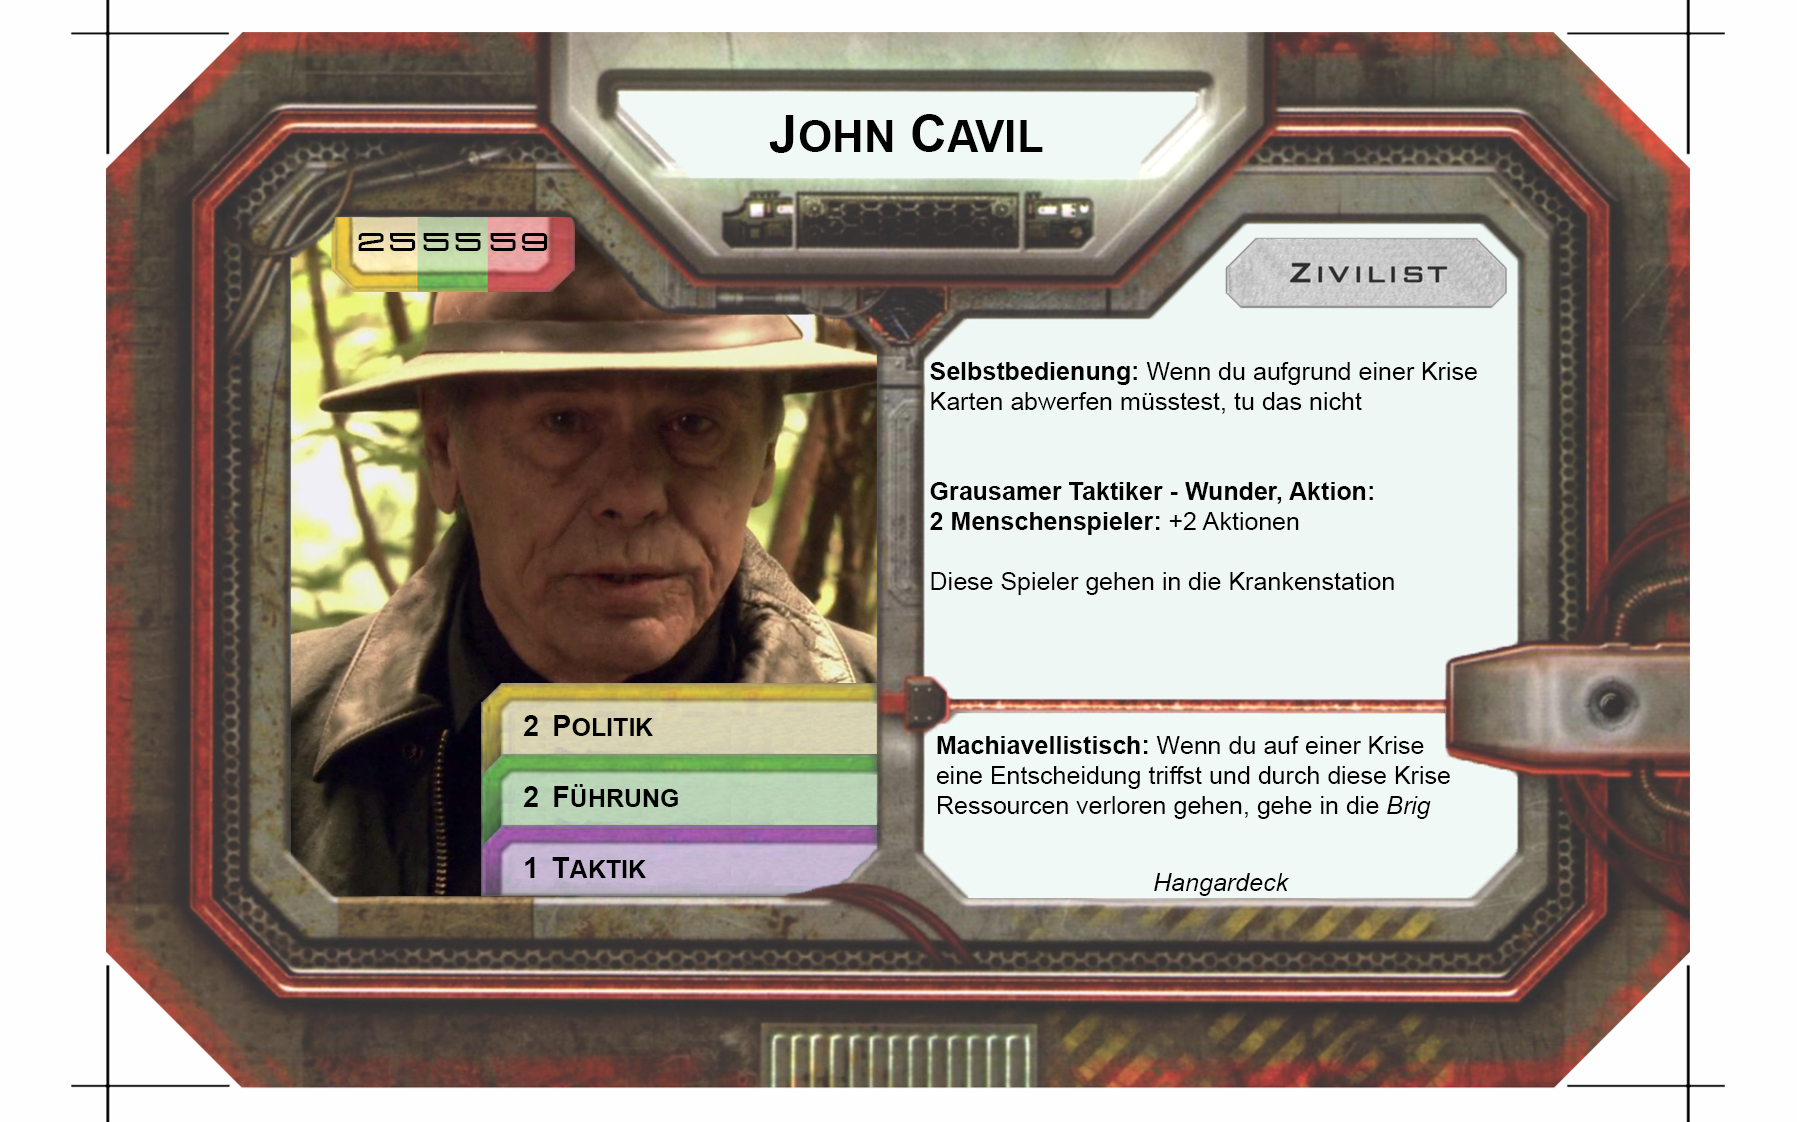 JOHN CAVIL
255559
ZIVILIST
Selbstbedienung: Wenn du aufgrund einer Krise
Karten abwerfen müsstest, tu das nicht
Grausamer Taktiker - Wunder, Aktion:
2 Menschenspieler: +2 Aktionen
Diese Spieler gehen in die Krankenstation
2 POLITIK
2 FÜHRUNG
1 TAKTIK
Machiavellistisch: Wenn du auf einer Krise
eine Entscheidung triffst und durch diese Krise
Ressourcen verloren gehen, gehe in die Brig
Hangardeck